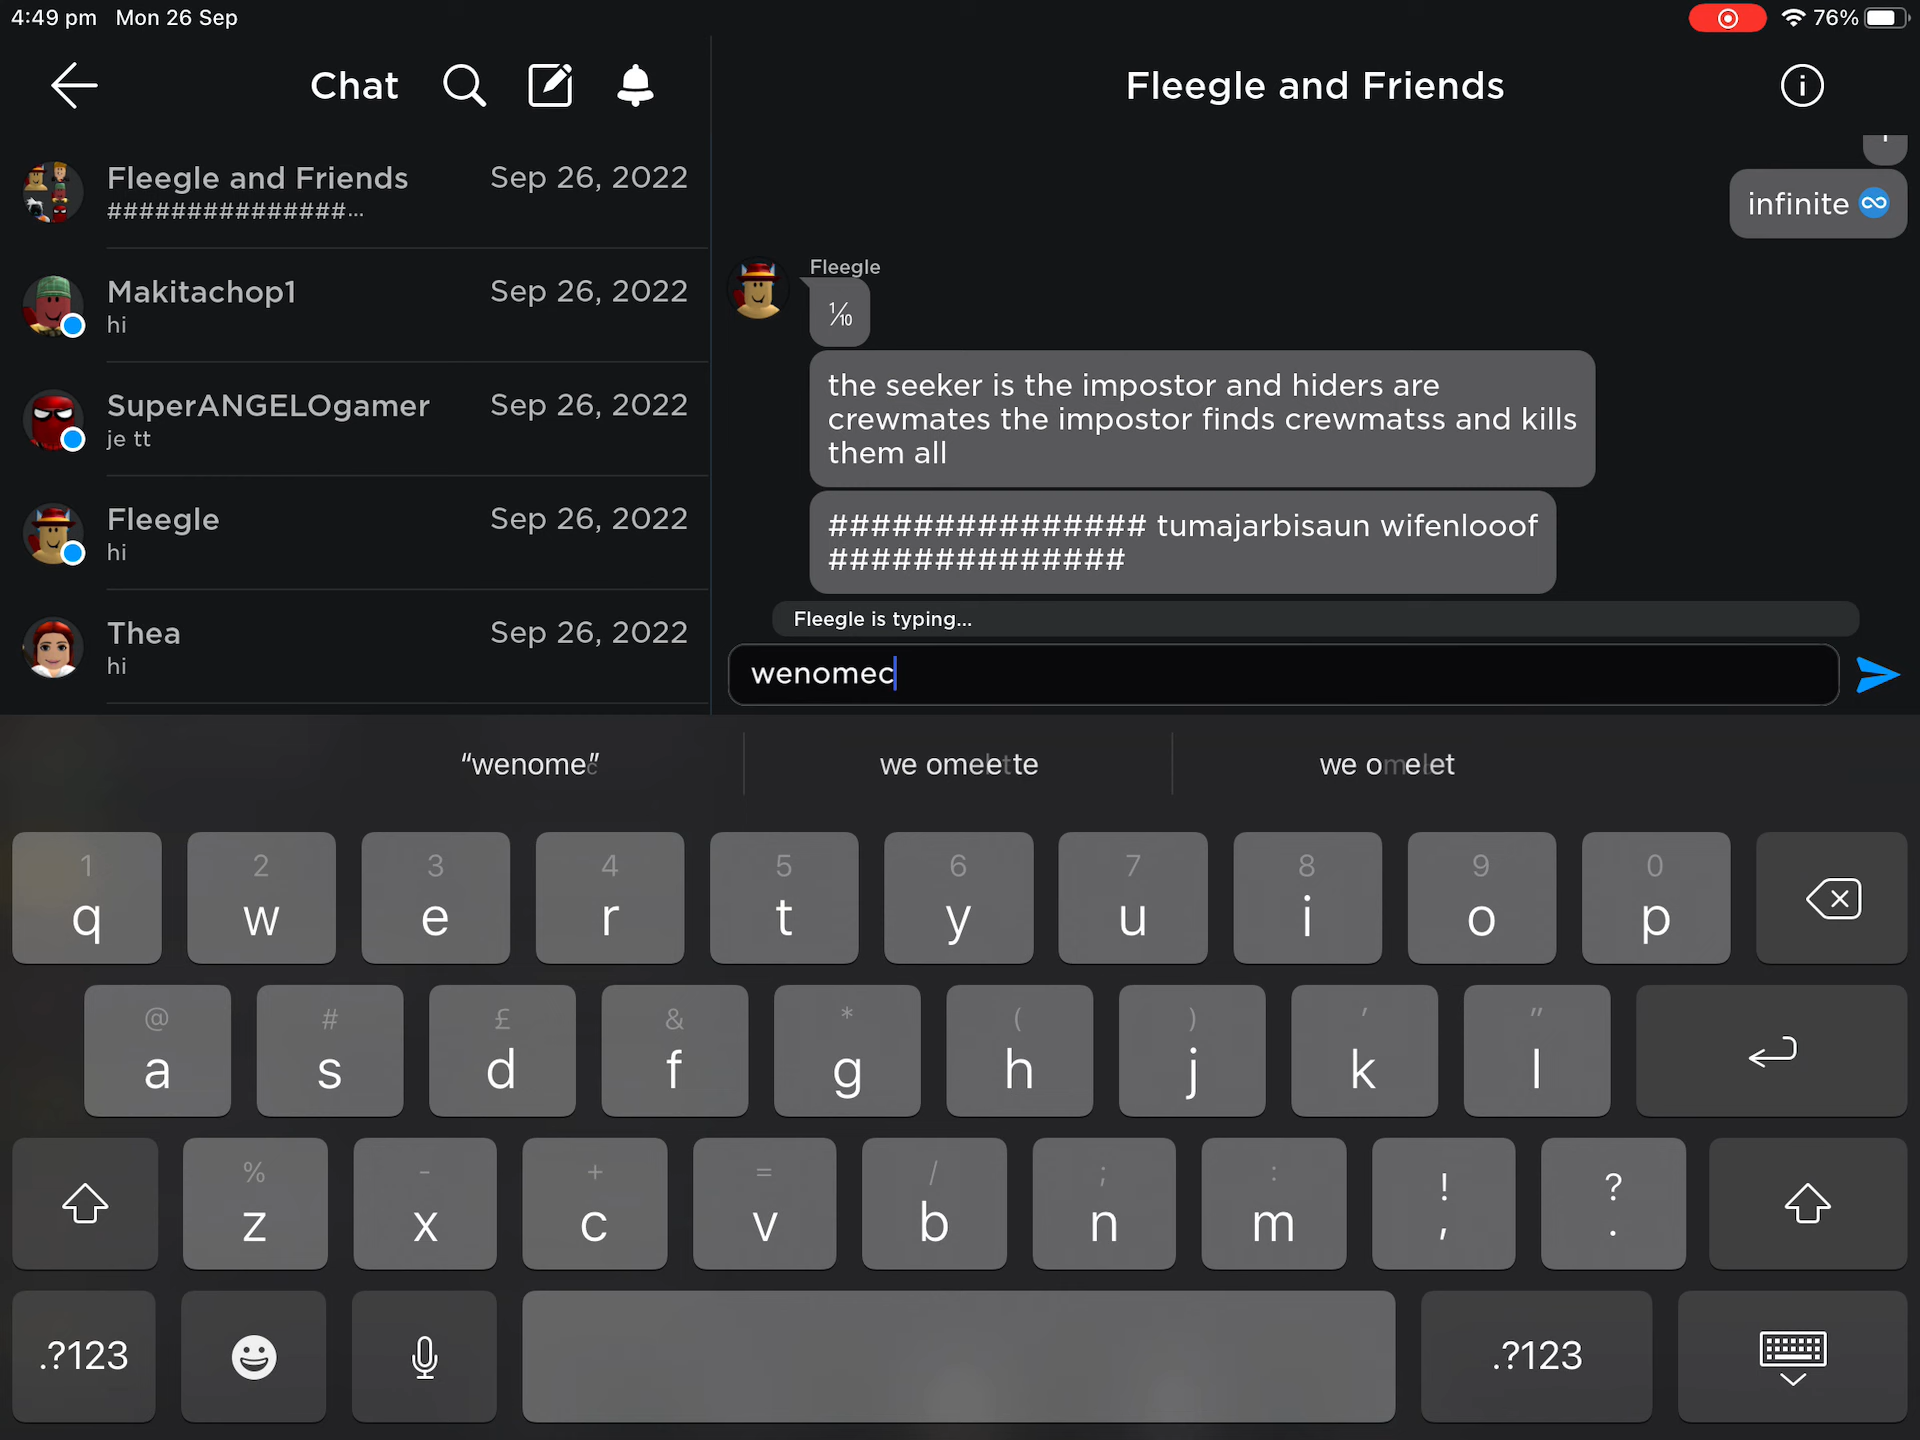 4:49 pm Mon 26 Sep
76%
Chat
Fleegle and Friends Sep 26, 2022
###############...
Makitachop1 Sep 26, 2022
hi
SuperANGELOgamer Sep 26, 2022
je tt
Fleegle Sep 26, 2022
hi
Thea Sep 26, 2022
hi
Fleegle and Friends
infinite ♾️
Fleegle
⅒
the seeker is the impostor and hiders are
crewmates the impostor finds crewmatss and kills
them all
############### tumajarbisaun wifenlooof
##############
Fleegle is typing...
wenomec
“wenome”
1 2 3 4 5 6 7 8 9 0
q w e r t y u i o p
@ # £ & * ( ) ' "
a s d f g h j k l
% - + = / ; : ! ?
z x c v b n m , .
.?123 .?123